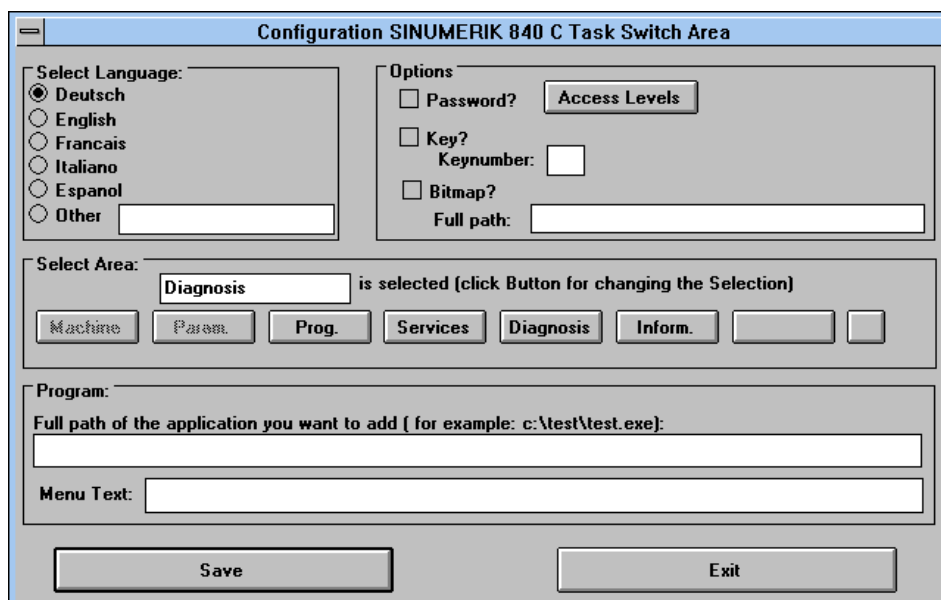 Configuration SINUMERIK 840 C Task Switch Area
Select Language:
Deutsch
English
Francais
Italiano
Espanol
Other
Options
Password? Access Levels
Key?
Keynumber:
Bitmap?
Full path:
Select Area:
Diagnosis is selected (click Button for changing the Selection)
Machine Param. Prog. Services Diagnosis Inform.
Program:
Full path of the application you want to add ( for example: c:\test\test.exe):
Menu Text:
Save Exit